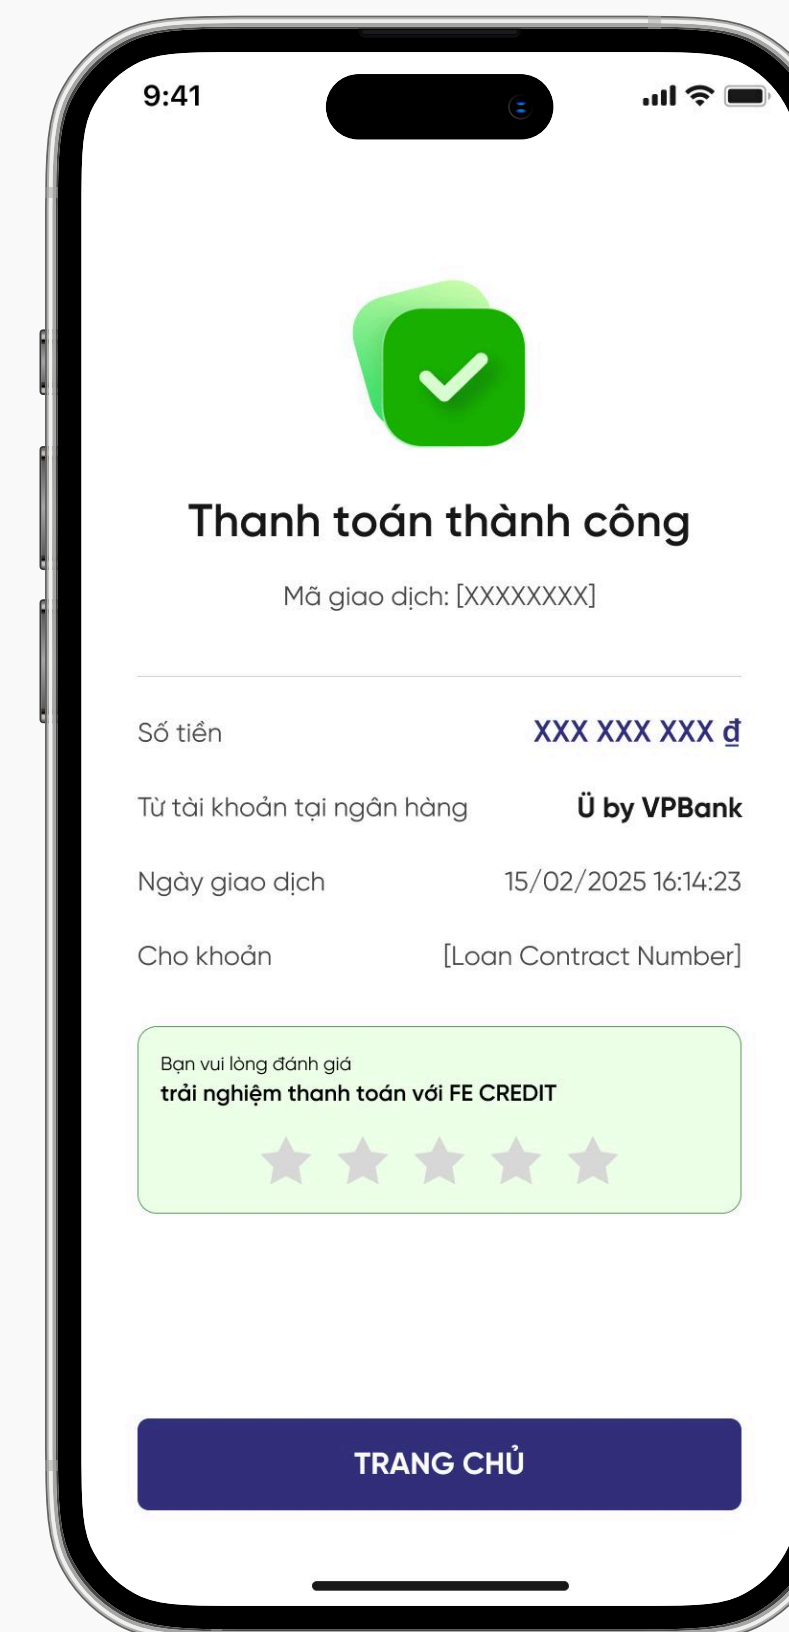 9:41
Thanh toán thành công
Mã giao dịch: [XXXXXXXX]
Số tiền XXX XXX XXX ₫
Từ tài khoản tại ngân hàng Ü by VPBank
Ngày giao dịch 15/02/2025 16:14:23
Cho khoản [Loan Contract Number]
Bạn vui lòng đánh giá
trải nghiệm thanh toán với FE CREDIT
TRANG CHỦ